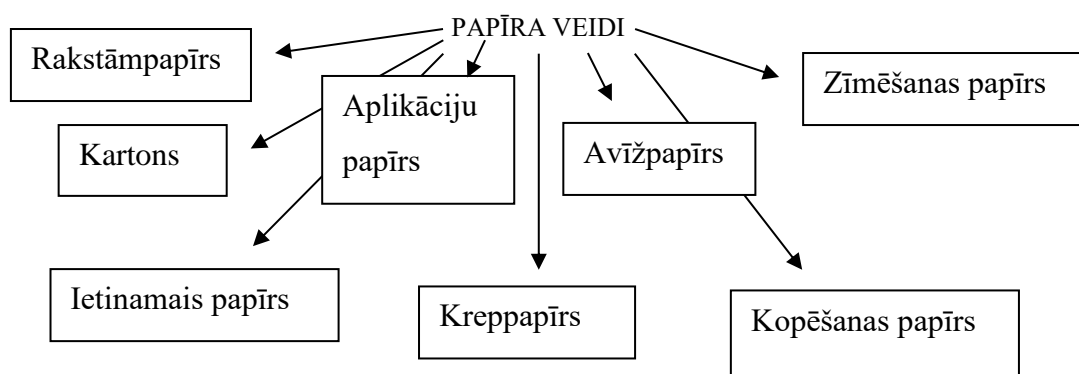 PAPĪRA VEIDI
Rakstāmpapīrs
Zīmēšanas papīrs
Aplikāciju
papīrs
Kartons
Avīžpapīrs
Ietinamais papīrs
Kreppapīrs
Kopēšanas papīrs